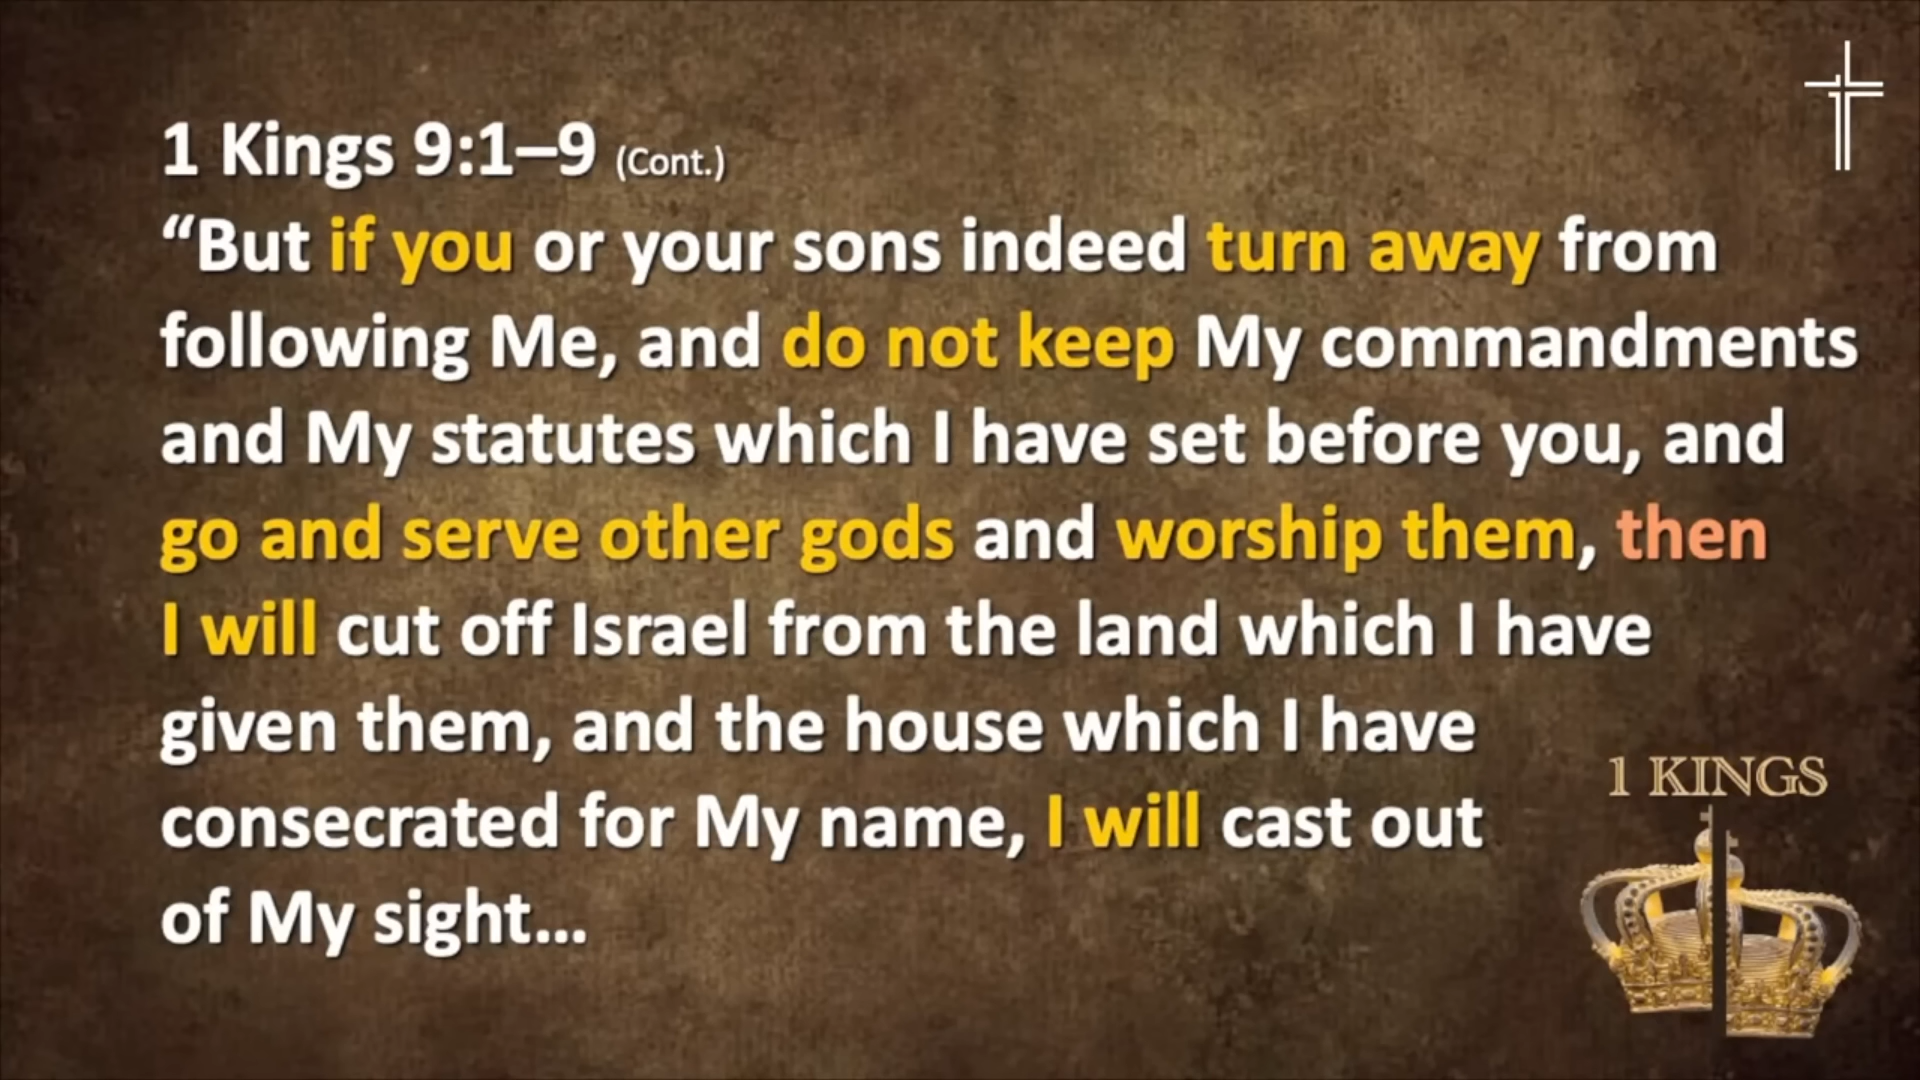 1 Kings 9:1–9 (Cont.)
“But if you or your sons indeed turn away from
following Me, and do not keep My commandments
and My statutes which I have set before you, and
go and serve other gods and worship them, then
I will cut off Israel from the land which I have
given them, and the house which I have
consecrated for My name, I will cast out
of My sight...
1 KINGS